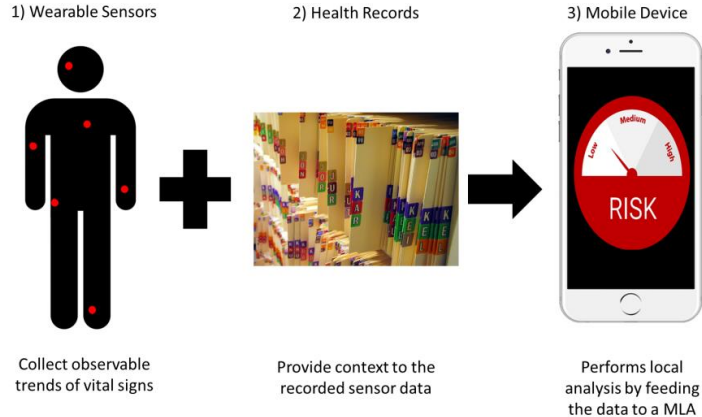 1) Wearable Sensors
2) Health Records
3) Mobile Device
Low
Medium
High
RISK
Collect observable
trends of vital signs
Provide context to the
recorded sensor data
Performs local
analysis by feeding
the data to a MLA